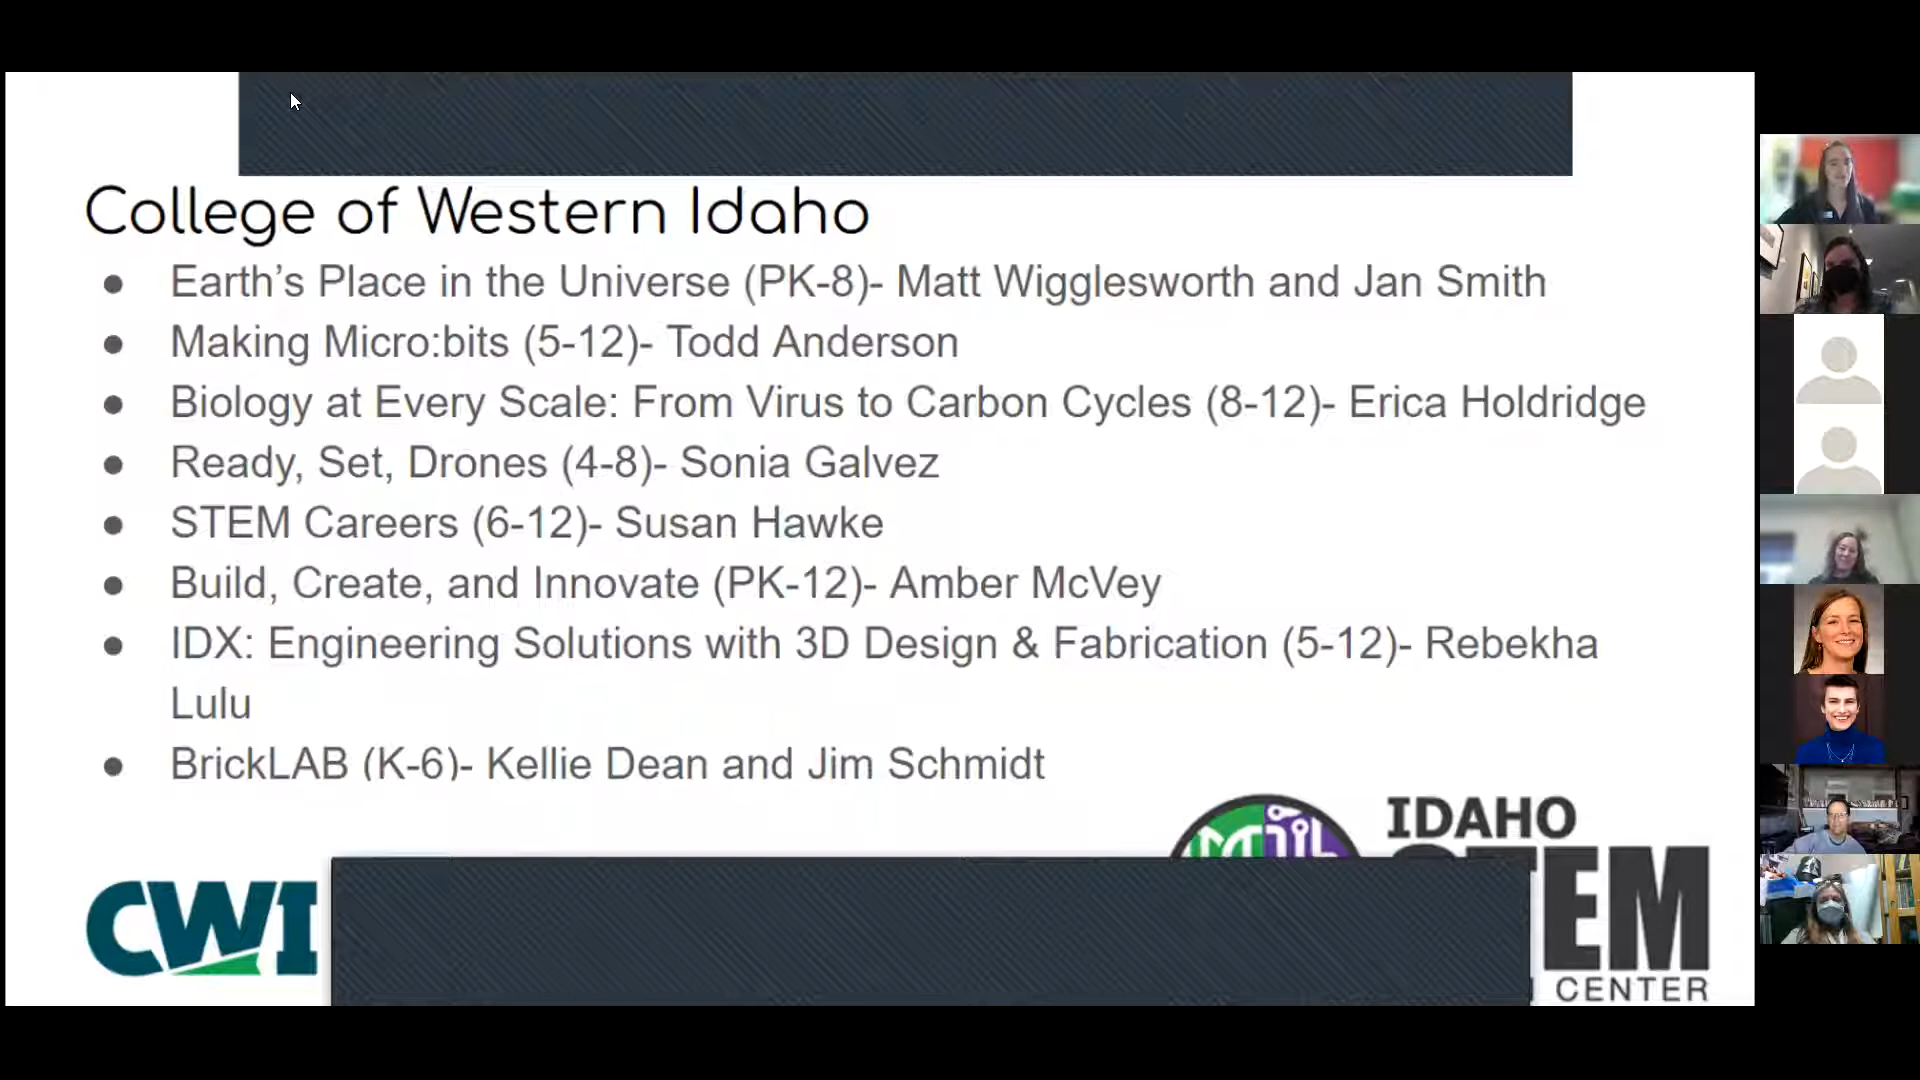 College of Western Idaho
● Earth's Place in the Universe (PK-8)- Matt Wigglesworth and Jan Smith
● Making Micro:bits (5-12)- Todd Anderson
● Biology at Every Scale: From Virus to Carbon Cycles (8-12)- Erica Holdridge
● Ready, Set, Drones (4-8)- Sonia Galvez
● STEM Careers (6-12)- Susan Hawke
● Build, Create, and Innovate (PK-12)- Amber McVey
● IDX: Engineering Solutions with 3D Design & Fabrication (5-12)- Rebekha
Lulu
● BrickLAB (K-6)- Kellie Dean and Jim Schmidt
CWI
IDAHO
EM
CENTER